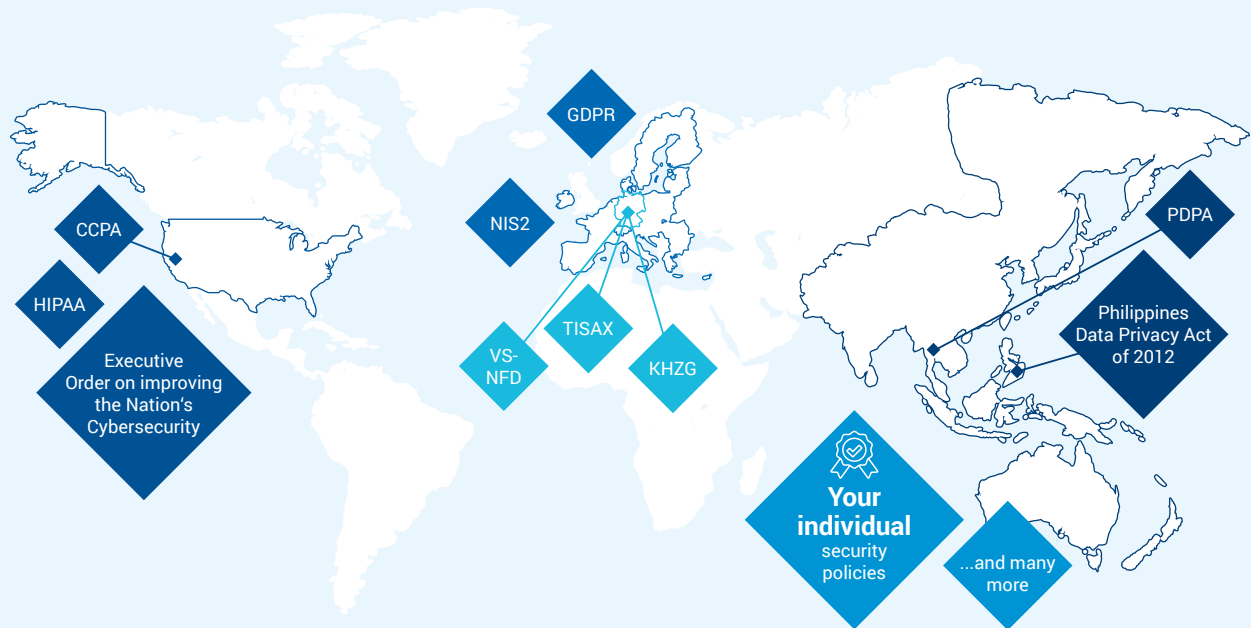 GDPR
NIS2
CCPA
HIPAA
Executive
Order on improving
the Nation‘s
Cybersecurity
VS-
NFD
TISAX
KHZG
PDPA
Philippines
Data Privacy Act
of 2012
Your
individual
security
policies
...and many
more